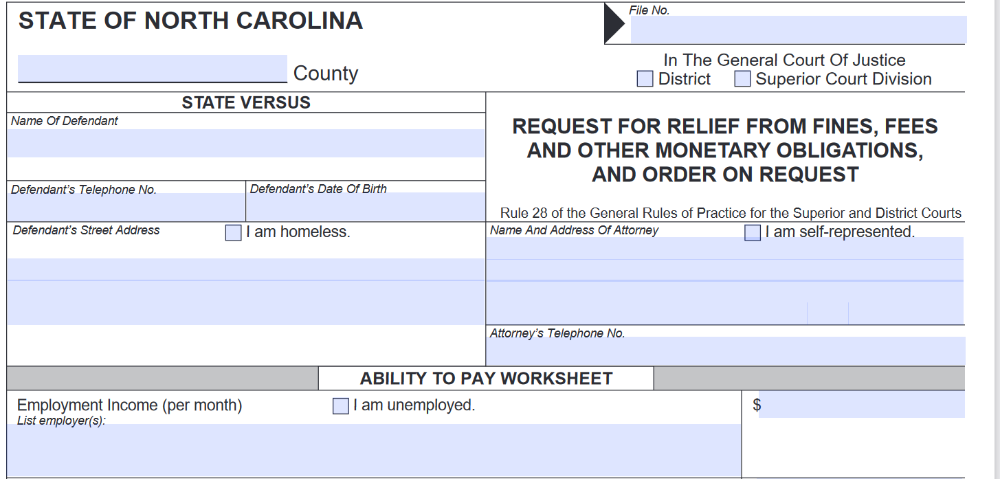 STATE OF NORTH CAROLINA
File No.
County
In The General Court Of Justice
District Superior Court Division
STATE VERSUS
Name Of Defendant
REQUEST FOR RELIEF FROM FINES, FEES
AND OTHER MONETARY OBLIGATIONS,
AND ORDER ON REQUEST
Defendant's Telephone No. Defendant's Date Of Birth
Rule 28 of the General Rules of Practice for the Superior and District Courts
Defendant's Street Address I am homeless.
Name And Address Of Attorney I am self-represented.
Attorney's Telephone No.
ABILITY TO PAY WORKSHEET
Employment Income (per month) I am unemployed. $
List employer(s):